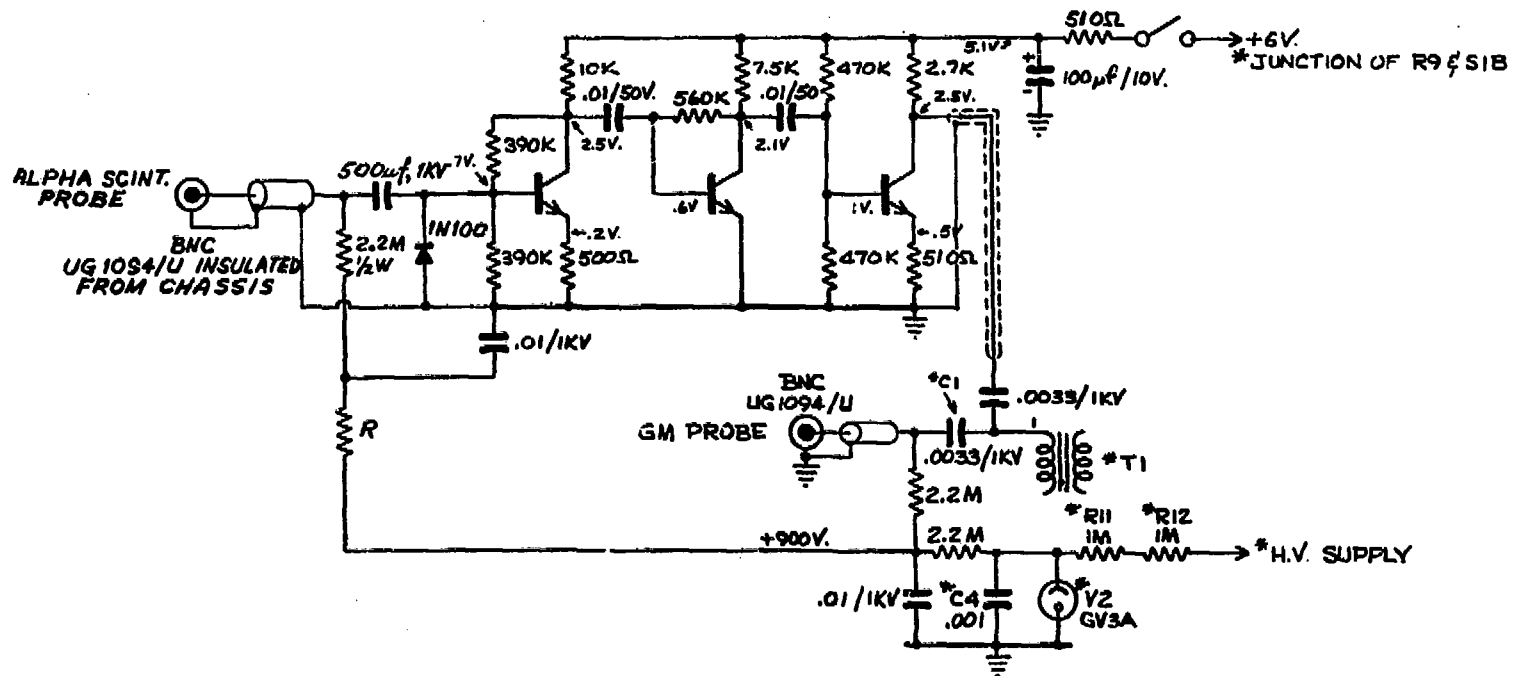 510Ω
+6V.
*JUNCTION OF R9 & S1B
5.1V
+
100µf/10V.
-
10K
7.5K
470K
2.7K
.01/50V.
560K
.01/50
2.5V.
2.5V.
2.1V
390K
500µf, 1KV
.7V.
ALPHA SCINT.
PROBE
.6V
1V.
1N100
.2V.
.5V.
BNC
UG1094/U INSULATED
FROM CHASSIS
2.2M
½W
390K
500Ω
470K
510Ω
.01/1KV
R
BNC
UG1094/U
*C1
.0033/1KV
GM PROBE
.0033/1KV
1
*T1
2.2M
+900V.
2.2M
*R11
1M
*R12
1M
*H.V. SUPPLY
.01/1KV
*C4
.001
*V2
GV3A